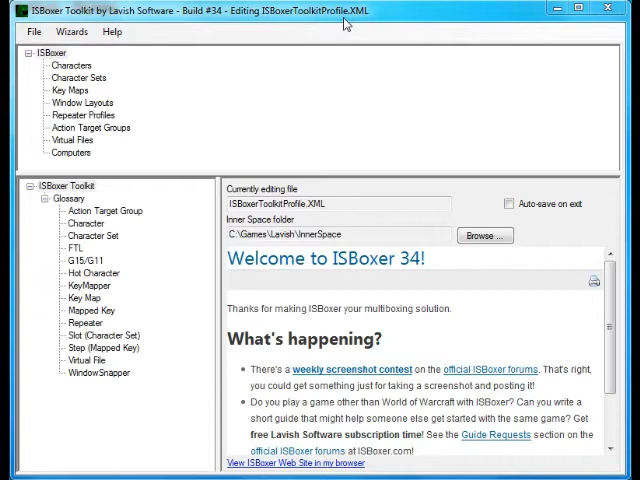 ISBoxer Toolkit by Lavish Software - Build #34 - Editing ISBoxerToolkitProfile.XML
File Wizards Help
ISBoxer
Characters
Character Sets
Key Maps
Window Layouts
Repeater Profiles
Action Target Groups
Virtual Files
Computers
ISBoxer Toolkit
Glossary
Action Target Group
Character
Character Set
FTL
G15/G11
Hot Character
KeyMapper
Key Map
Mapped Key
Repeater
Slot (Character Set)
Step (Mapped Key)
Virtual File
WindowSnapper
Currently editing file
ISBoxerToolkitProfile.XML
Auto-save on exit
Inner Space folder
C:\Games\Lavish\InnerSpace
Browse ...
Welcome to ISBoxer 34!
Thanks for making ISBoxer your multiboxing solution.
What's happening?
There's a weekly screenshot contest on the official ISBoxer forums. That's right,
you could get something just for taking a screenshot and posting it!
Do you play a game other than World of Warcraft with ISBoxer? Can you write a
short guide that might help someone else get started with the same game? Get
free Lavish Software subscription time! See the Guide Requests section on the
official ISBoxer forums at ISBoxer.com!
View ISBoxer Web Site in my browser